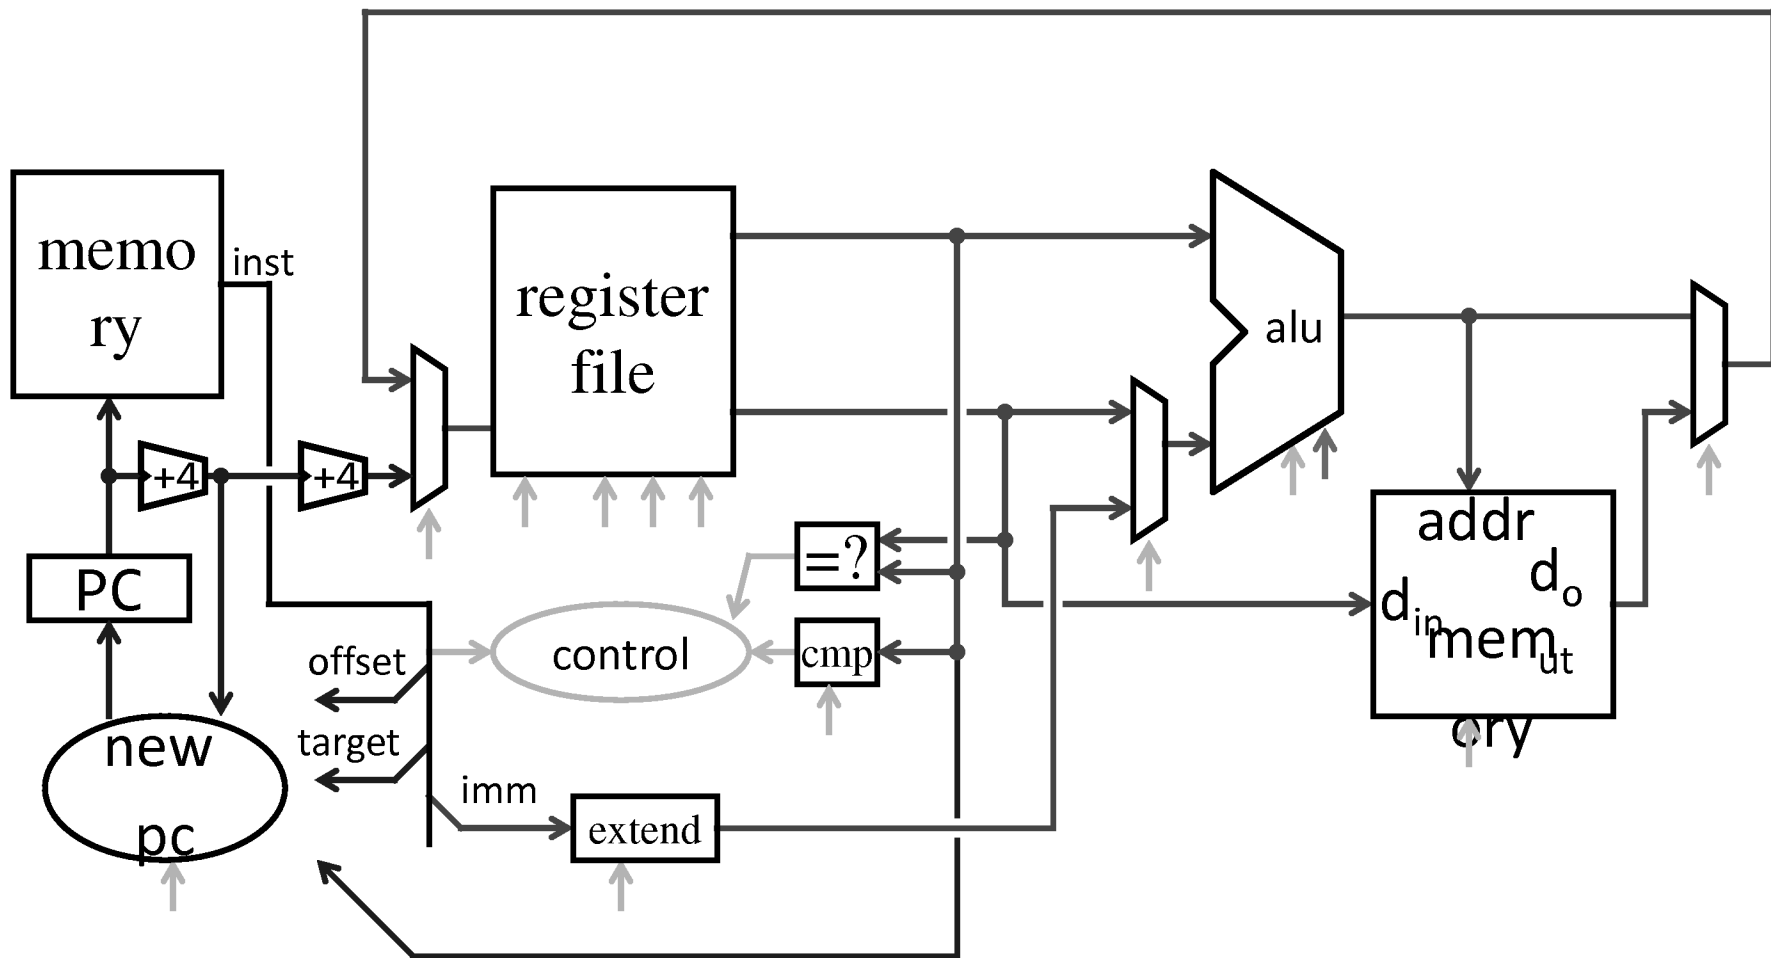 memo
ry
inst
register
file
alu
+4
+4
PC
=?
addr
do
din
mem
ut
ory
control
cmp
offset
target
new
pc
imm
extend